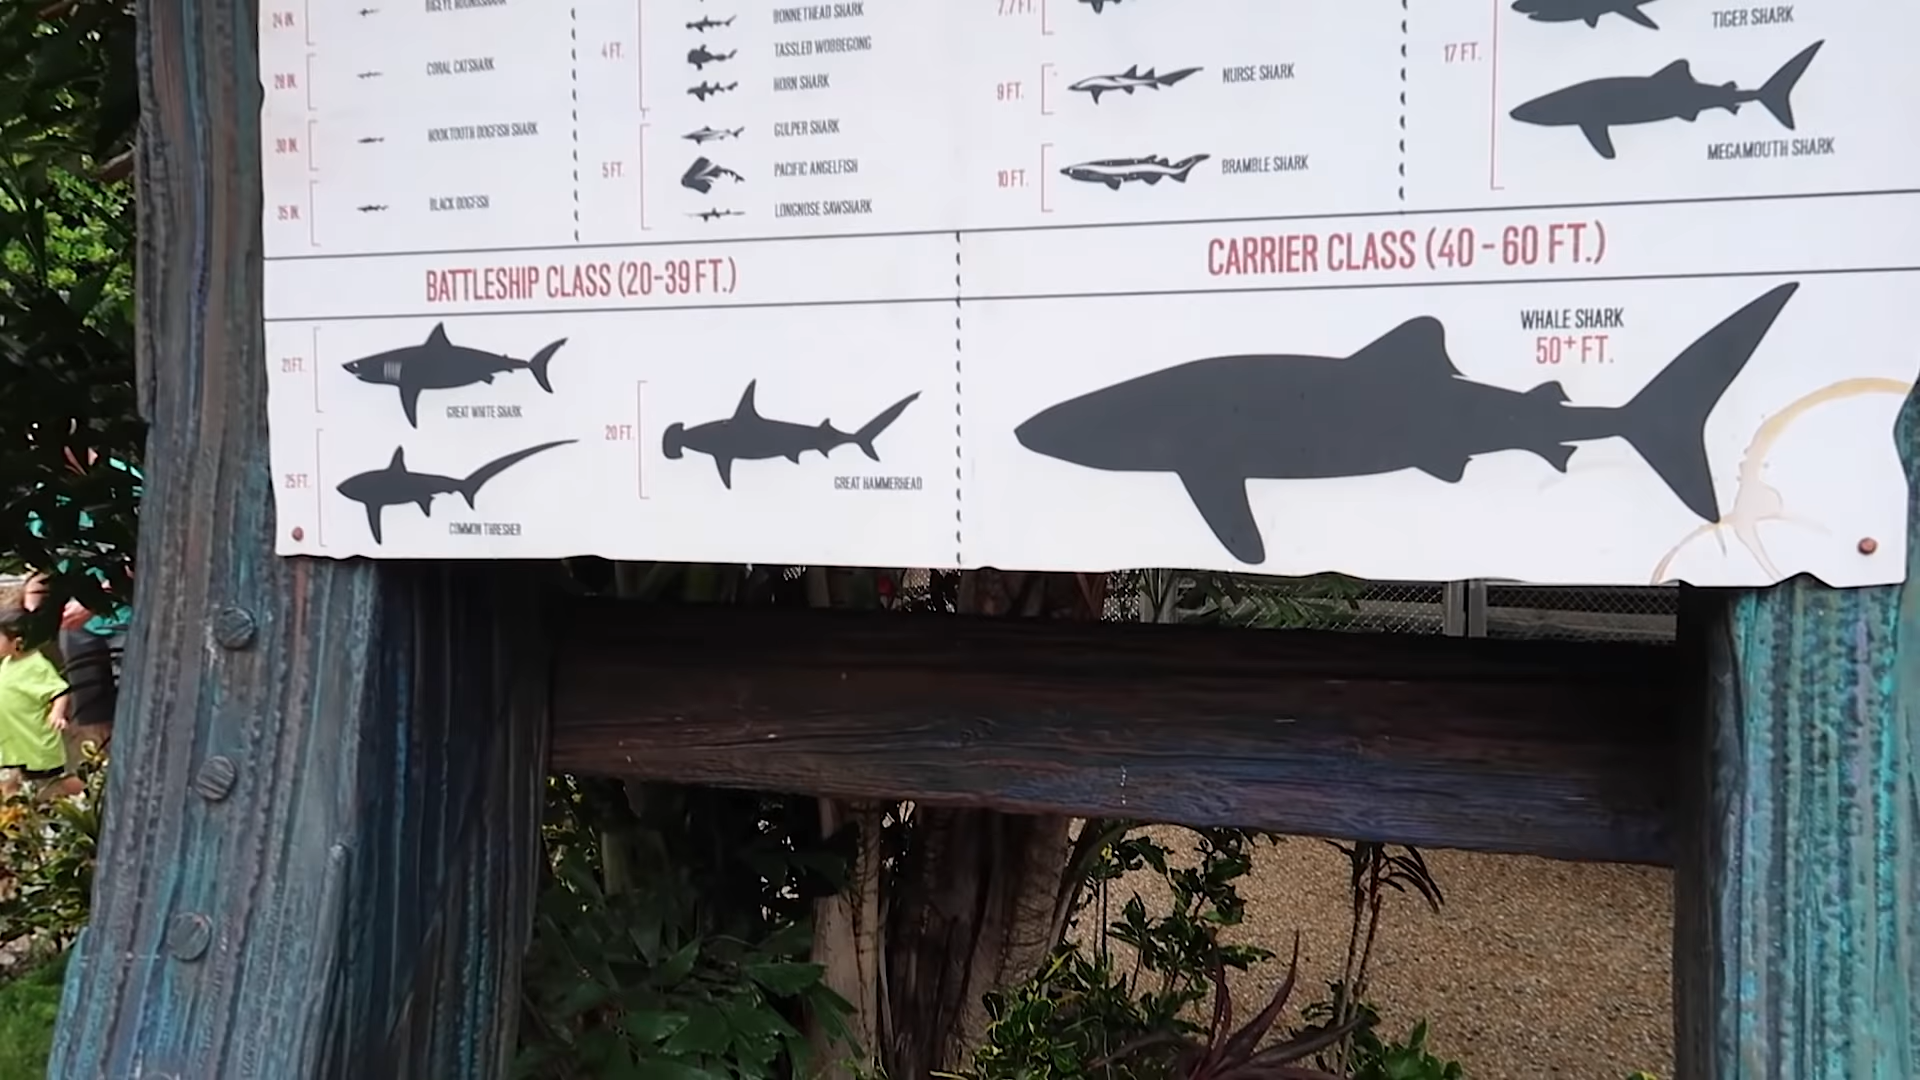 24 IN.
BIGEYE HOUNDSHARK
28 IN.
CORAL CATSHARK
30 IN.
HOOKTOOTH DOGFISH SHARK
35 IN.
BLACK DOGFISH
4 FT.
BONNETHEAD SHARK
TASSLED WOBBEGONG
HORN SHARK
5 FT.
GULPER SHARK
PACIFIC ANGELFISH
LONGNOSE SAWSHARK
7.7 FT.
9 FT.
NURSE SHARK
10 FT.
BRAMBLE SHARK
17 FT.
TIGER SHARK
MEGAMOUTH SHARK
BATTLESHIP CLASS (20-39 FT.)
21 FT.
GREAT WHITE SHARK
25 FT.
COMMON THRESHER
20 FT.
GREAT HAMMERHEAD
CARRIER CLASS (40 - 60 FT.)
WHALE SHARK
50+ FT.